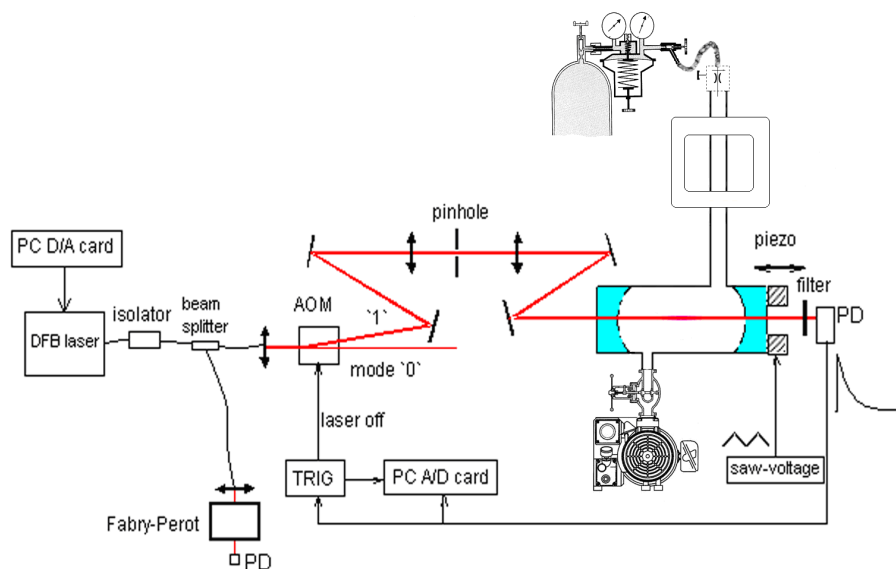 pinhole
piezo
PC D/A card
filter
isolator
beam
splitter
AOM
`1`
PD
DFB laser
mode `0`
laser off
saw-voltage
TRIG
PC A/D card
Fabry-Perot
PD